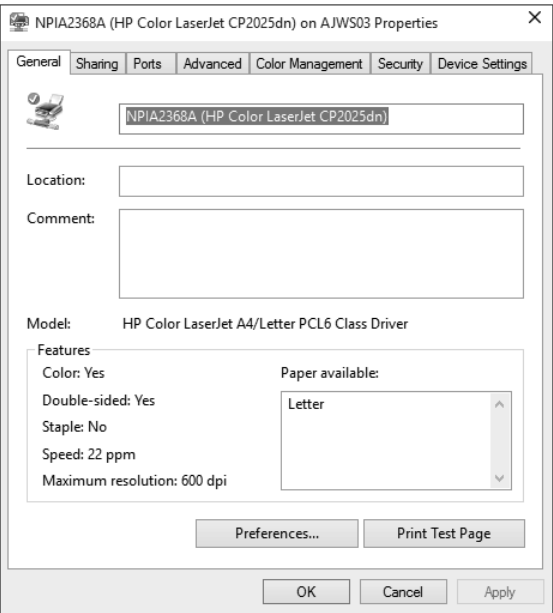 NPIA2368A (HP Color LaserJet CP2025dn) on AJWS03 Properties
General Sharing Ports Advanced Color Management Security Device Settings
NPIA2368A (HP Color LaserJet CP2025dn)
Location:
Comment:
Model: HP Color LaserJet A4/Letter PCL6 Class Driver
Features
Color: Yes Paper available:
Double-sided: Yes Letter
Staple: No
Speed: 22 ppm
Maximum resolution: 600 dpi
Preferences... Print Test Page
OK Cancel Apply